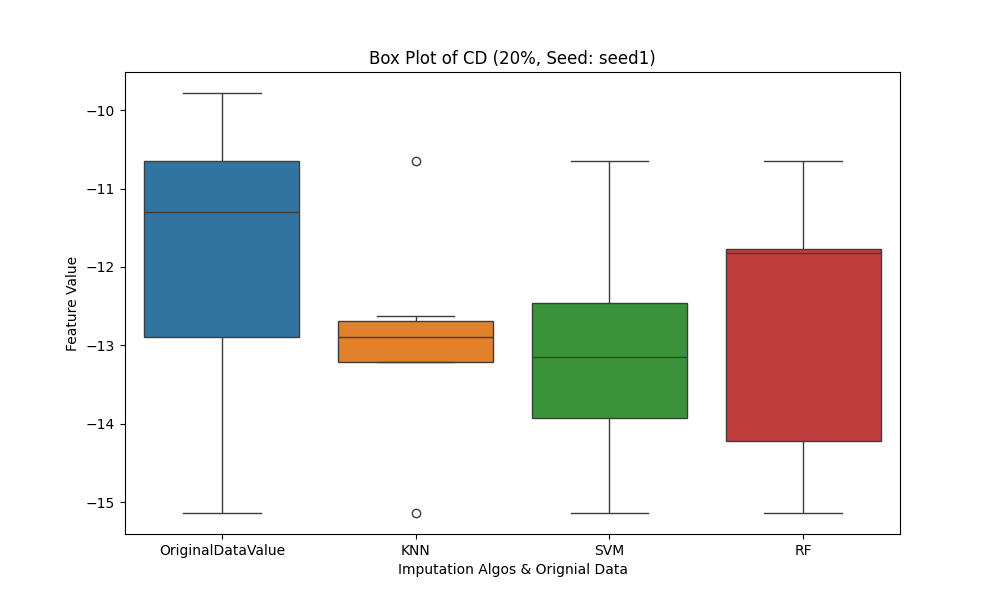 Box Plot of CD (20%, Seed: seed1)
−10
−11
−12
−13
−14
−15
Feature Value
OriginalDataValue KNN SVM RF
Imputation Algos & Orignial Data